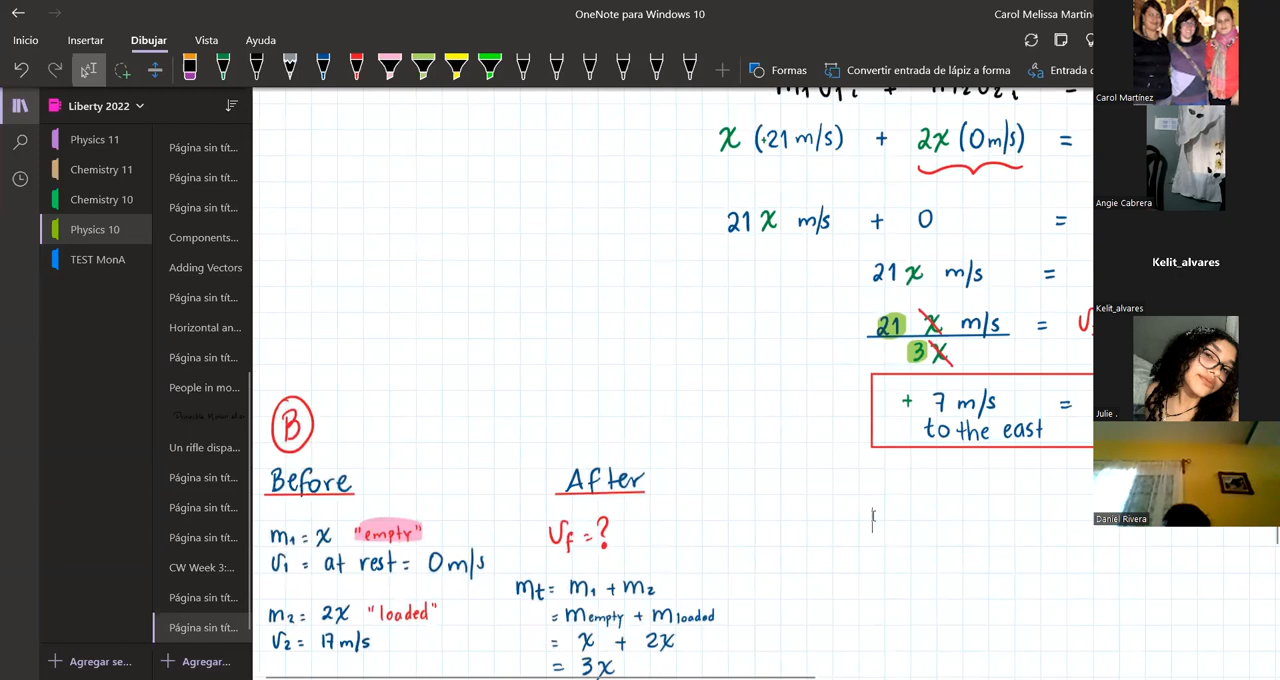 OneNote para Windows 10
Carol Melissa Martine
Inicio
Insertar
Dibujar
Vista
Ayuda
Formas
Convertir entrada de lápiz a forma
Entrada d
Liberty 2022
Physics 11
Chemistry 11
Chemistry 10
Physics 10
TEST MonA
Página sin tít...
Página sin tít...
Página sin tít...
Components...
Adding Vectors
Página sin tít...
Horizontal an...
Página sin tít...
People in mo...
Un rifle dispa...
Página sin tít...
Página sin tít...
Página sin tít...
CW Week 3:...
Página sin tít...
Página sin tít...
Agregar se...
Agregar...
m₁v₁ᵢ + m₂v₂ᵢ =
x (+21 m/s) + 2x (0 m/s) =
21 x m/s + 0 =
21 x m/s =
21 x m/s = v
3 x
+ 7 m/s =
to the east
B
Before
m₁ = x "empty"
v₁ = at rest = 0 m/s
m₂ = 2x "loaded"
v₂ = 17 m/s
After
vf = ?
mt = m₁ + m₂
= m empty + m loaded
= x + 2x
= 3x
Carol Martínez
Angie Cabrera
Kelit_alvares
Kelit_alvares
Julie .
Daniel Rivera